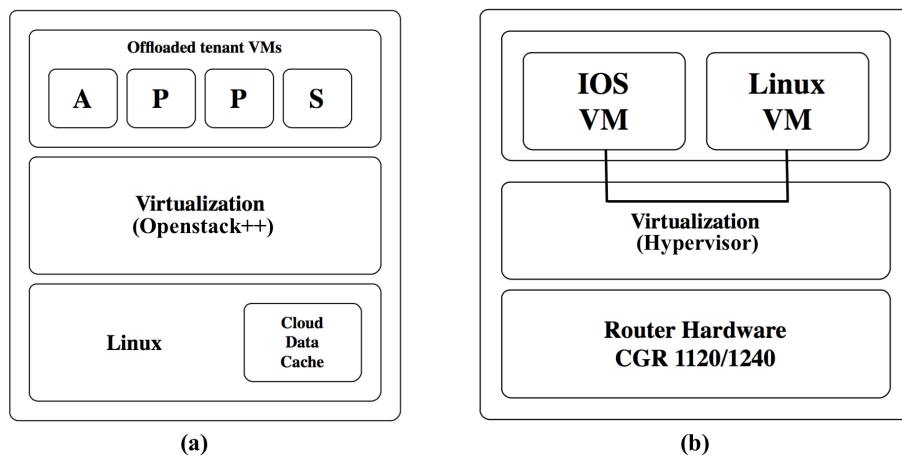 Offloaded tenant VMs
A P P S
Virtualization
(Openstack++)
Linux
Cloud
Data
Cache
(a)
IOS
VM
Linux
VM
Virtualization
(Hypervisor)
Router Hardware
CGR 1120/1240
(b)